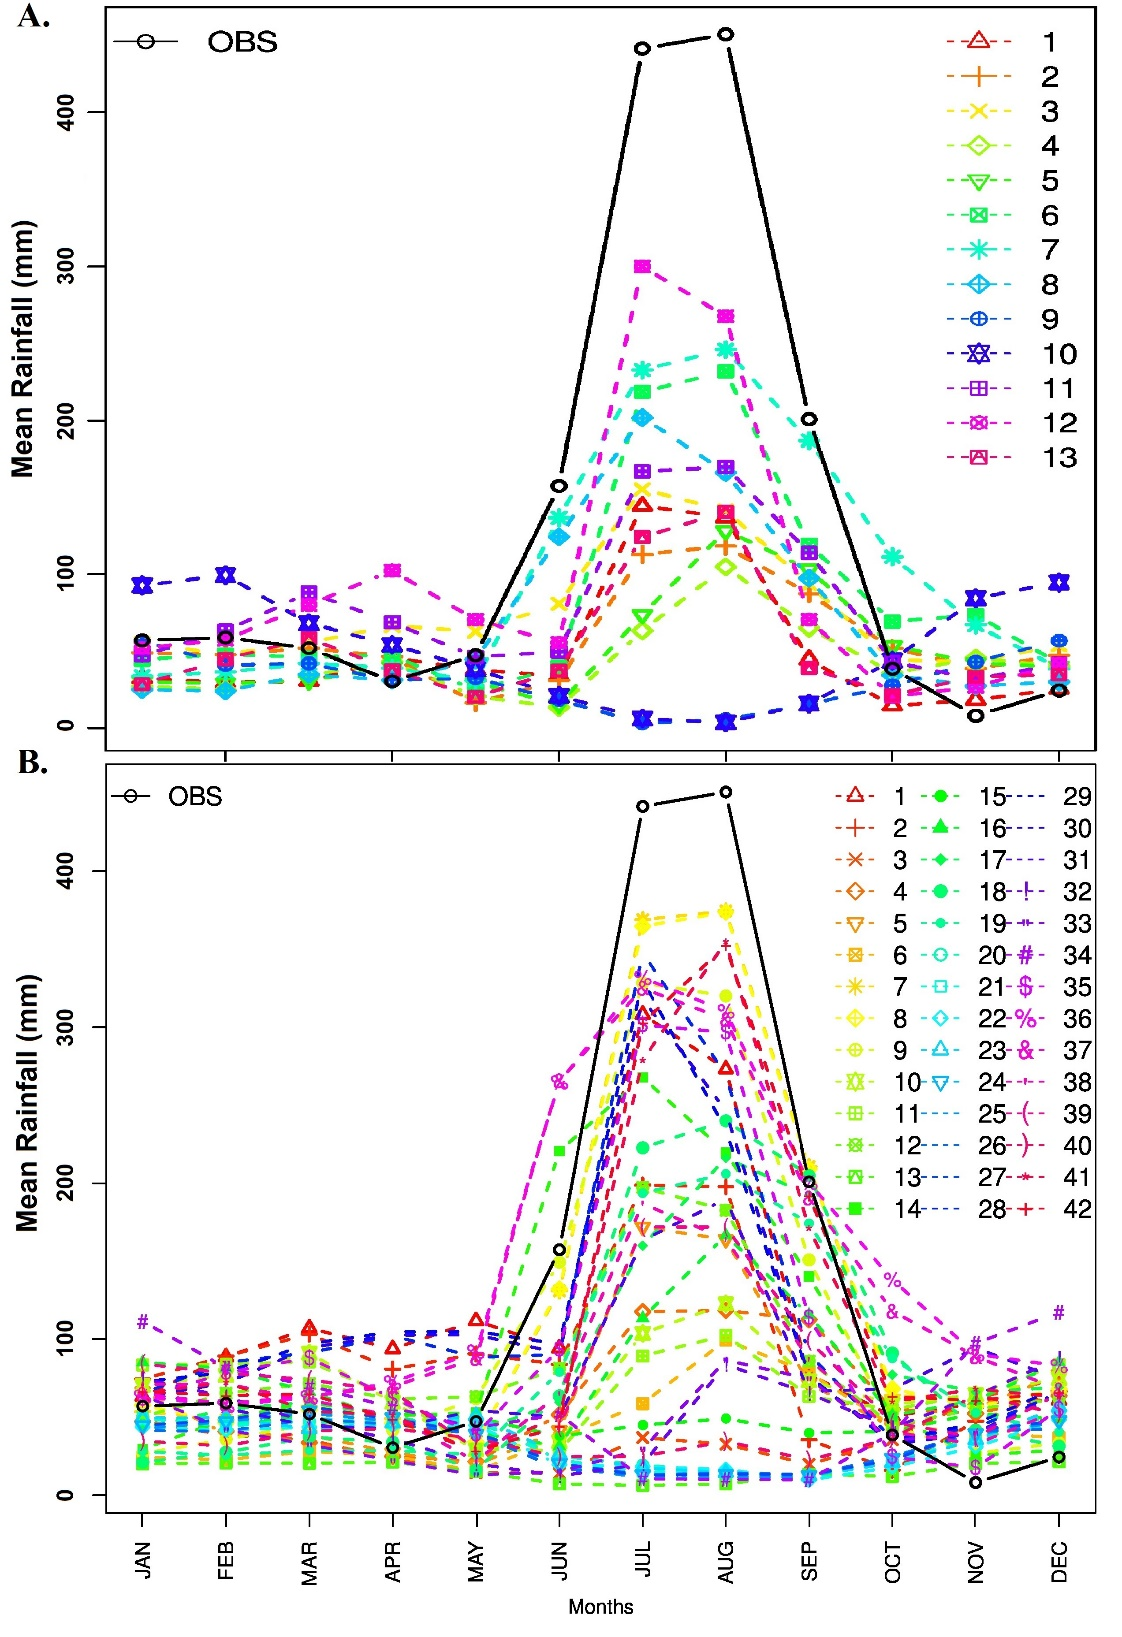 A.
OBS
1
2
3
4
5
6
7
8
9
10
11
12
13
400
300
200
100
0
Mean Rainfall (mm)
B.
OBS
1 15 29
2 16 30
3 17 31
4 18 32
5 19 33
6 20 34
7 21 35
8 22 36
9 23 37
10 24 38
11 25 39
12 26 40
13 27 41
14 28 42
400
300
200
100
0
Mean Rainfall (mm)
JAN FEB MAR APR MAY JUN JUL AUG SEP OCT NOV DEC
Months